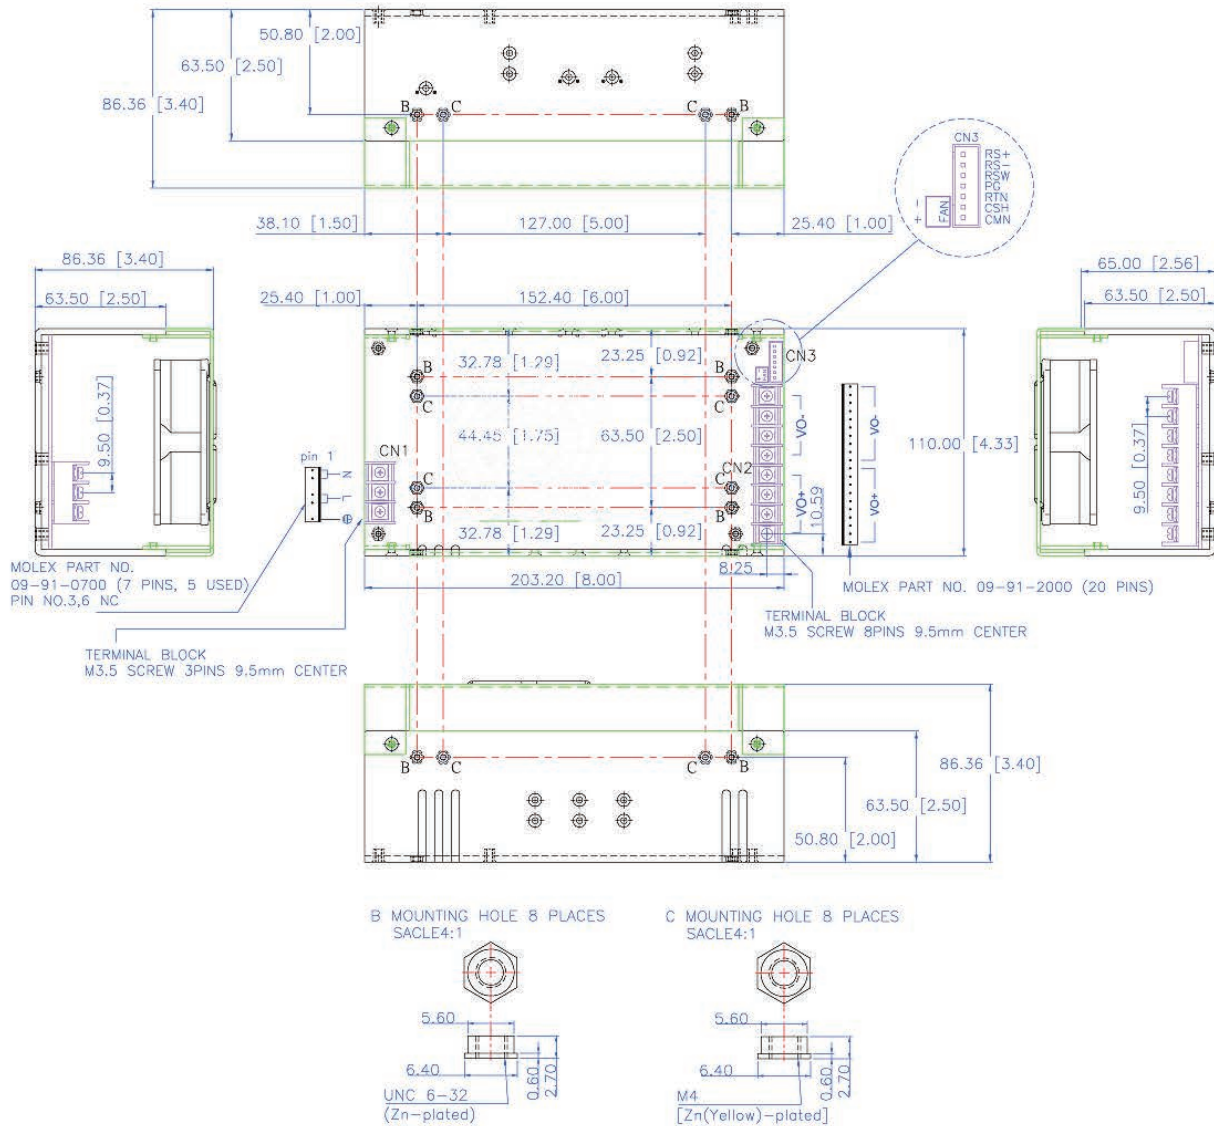 50.80 [2.00]
63.50 [2.50]
86.36 [3.40]
B C C B
CN3
RS+
RS-
RSW
PG
RTN
CSH
CMN
+ -
FAN
38.10 [1.50] 127.00 [5.00] 25.40 [1.00]
86.36 [3.40]
63.50 [2.50]
25.40 [1.00] 152.40 [6.00]
65.00 [2.56]
63.50 [2.50]
9.50 [0.37]
32.78 [1.29] 23.25 [0.92]
CN3
B B
C C
44.45 [1.75] 63.50 [2.50]
VO-
VO-
110.00 [4.33]
9.50 [0.37]
pin 1
N
L
CN1
CN2
C C
B B
VO+
10.59
VO+
32.78 [1.29] 23.25 [0.92]
8.25
203.20 [8.00]
MOLEX PART NO.
09-91-0700 (7 PINS, 5 USED)
PIN NO.3,6 NC
MOLEX PART NO. 09-91-2000 (20 PINS)
TERMINAL BLOCK
M3.5 SCREW 8PINS 9.5mm CENTER
TERMINAL BLOCK
M3.5 SCREW 3PINS 9.5mm CENTER
B C C B
86.36 [3.40]
63.50 [2.50]
50.80 [2.00]
B MOUNTING HOLE 8 PLACES
SACLE4:1
5.60
6.40
0.60
2.70
UNC 6-32
(Zn-plated)
C MOUNTING HOLE 8 PLACES
SACLE4:1
5.60
6.40
0.60
2.70
M4
[Zn(Yellow)-plated]